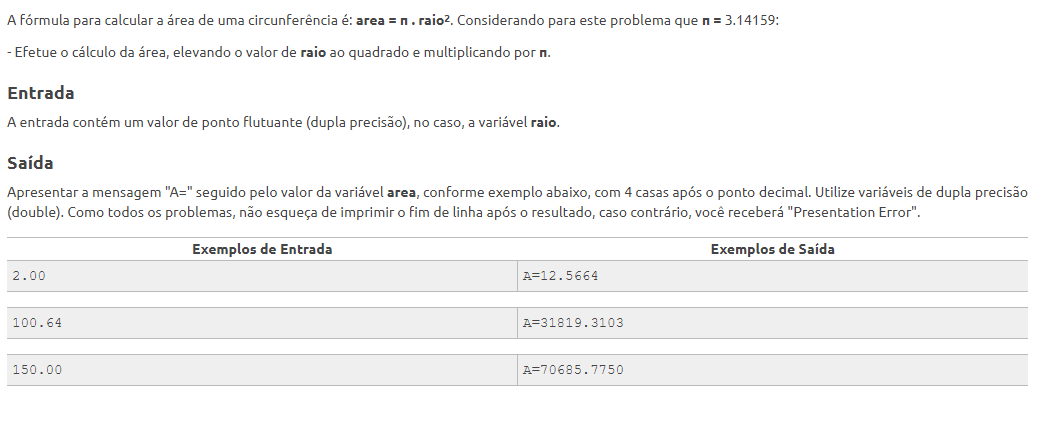 A fórmula para calcular a área de uma circunferência é: area = π . raio². Considerando para este problema que π = 3.14159:
- Efetue o cálculo da área, elevando o valor de raio ao quadrado e multiplicando por π.
Entrada
A entrada contém um valor de ponto flutuante (dupla precisão), no caso, a variável raio.
Saída
Apresentar a mensagem "A=" seguido pelo valor da variável area, conforme exemplo abaixo, com 4 casas após o ponto decimal. Utilize variáveis de dupla precisão
(double). Como todos os problemas, não esqueça de imprimir o fim de linha após o resultado, caso contrário, você receberá "Presentation Error".
Exemplos de Entrada Exemplos de Saída
2.00 A=12.5664
100.64 A=31819.3103
150.00 A=70685.7750